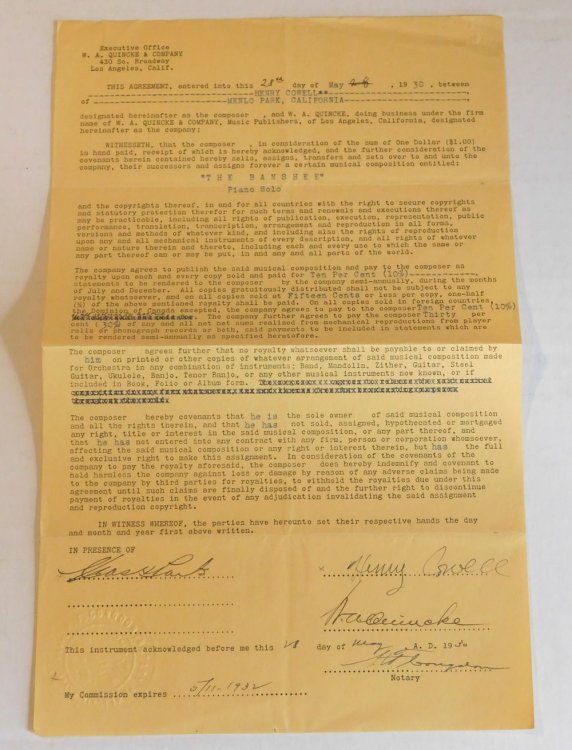 Executive Office
W. A. QUINCKE & COMPANY
430 So. Broadway
Los Angeles, Calif.
THIS AGREEMENT, entered into this 28th day of May 28 , 1930, between
HENRY COWELL**
of MENLO PARK, CALIFORNIA
designated hereinafter as the composer , and W. A. QUINCKE, doing business under the firm
name of W. A. QUINCKE & COMPANY, Music Publishers, of Los Angeles, California, designated
hereinafter as the company;
WITNESSETH, that the composer , in consideration of the sum of One Dollar ($1.00)
in hand paid, receipt of which is hereby acknowledged, and the further consideration of the
covenants herein contained hereby sells, assigns, transfers and sets over to and unto the
company, their successors and assigns forever a certain musical composition entitled:
"THE BANSHEE"
Piano Solo
and the copyrights thereof, in and for all countries with the right to secure copyrights
and statutory protection therefor for such terms and renewals and executions thereof as
may be practicable, including all rights of publication, execution, representation, public
performance, translation, trancription, arrangement and reproduction in all forms,
versions and methods of whatever kind, and including also the rights of reproduction
upon any and all mechanical instruments of every description, and all rights of whatever
name or nature therein and thereto, including each and every use to which the same or
any part thereof can or may be put, in any and all parts of the world.
The company agrees to publish the said musical composition and pay to the composer as
royalty upon each and every copy sold and paid for Ten Per Cent (10%)
statements to be rendered to the composer by the company semi-annually, during the months
of July and December. All copies gratuitously distributed shall not be subject to any
royalty whatsoever, and on all copies sold at Fifteen Cents or less per copy, one-half
(½) of the above mentioned royalty shall be paid. On all copies sold in foreign countries
the Dominion of Canada excepted, the company agrees to pay to the composer Ten Per Cent (10%)
The company further agrees to pay the composer Thirty per
cent (30%) of any and all net sums realised from mechanical reproductions from player
rolls or phonograph records or both, said payments to be included in statements which are
to be rendered semi-annually as specified heretofore.
The composer agrees further that no royalty whatsoever shall be payable to or claimed by
him on printed or other copies of whatever arrangement of said musical composition made
for Orchestra in any combination of instruments; Band, Mandolin, Zither, Guitar, Steel
Guitar, Ukulele, Banjo, Tenor Banjo, or any other musical instruments now known, or if
included in Book, Folio or Album form.
The composer hereby covenants that he is the sole owner of said musical composition
and all the rights therein, and that he has not sold, assigned, hypothecated or mortgaged
any right, title or interest in the said musical composition, or any part thereof, and
that he has not entered into any contract with any firm, person or corporation whomsoever,
affecting the said musical composition or any right or interest therein, but has the full
and exclusive right to make this assignment. In consideration of the covenants of the
company to pay the royalty aforesaid, the composer does hereby indemnify and covenant to
hold harmless the company against loss or damage by reason of any adverse claims being made
to the company by third parties for royalties, to withhold the royalties due under this
agreement until such claims are finally disposed of and the further right to discontinue
payment of royalties in the event of any adjudication invalidating the said assignment
and reproduction copyright.
IN WITNESS WHEREOF, the parties have hereunto set their respective hands the day
and month and year first above written.
IN PRESENCE OF
Henry Cowell
W. A. Quincke
This instrument acknowledged before me this 28 day of May A. D. 1930
Notary
My Commission expires 5/11-1932